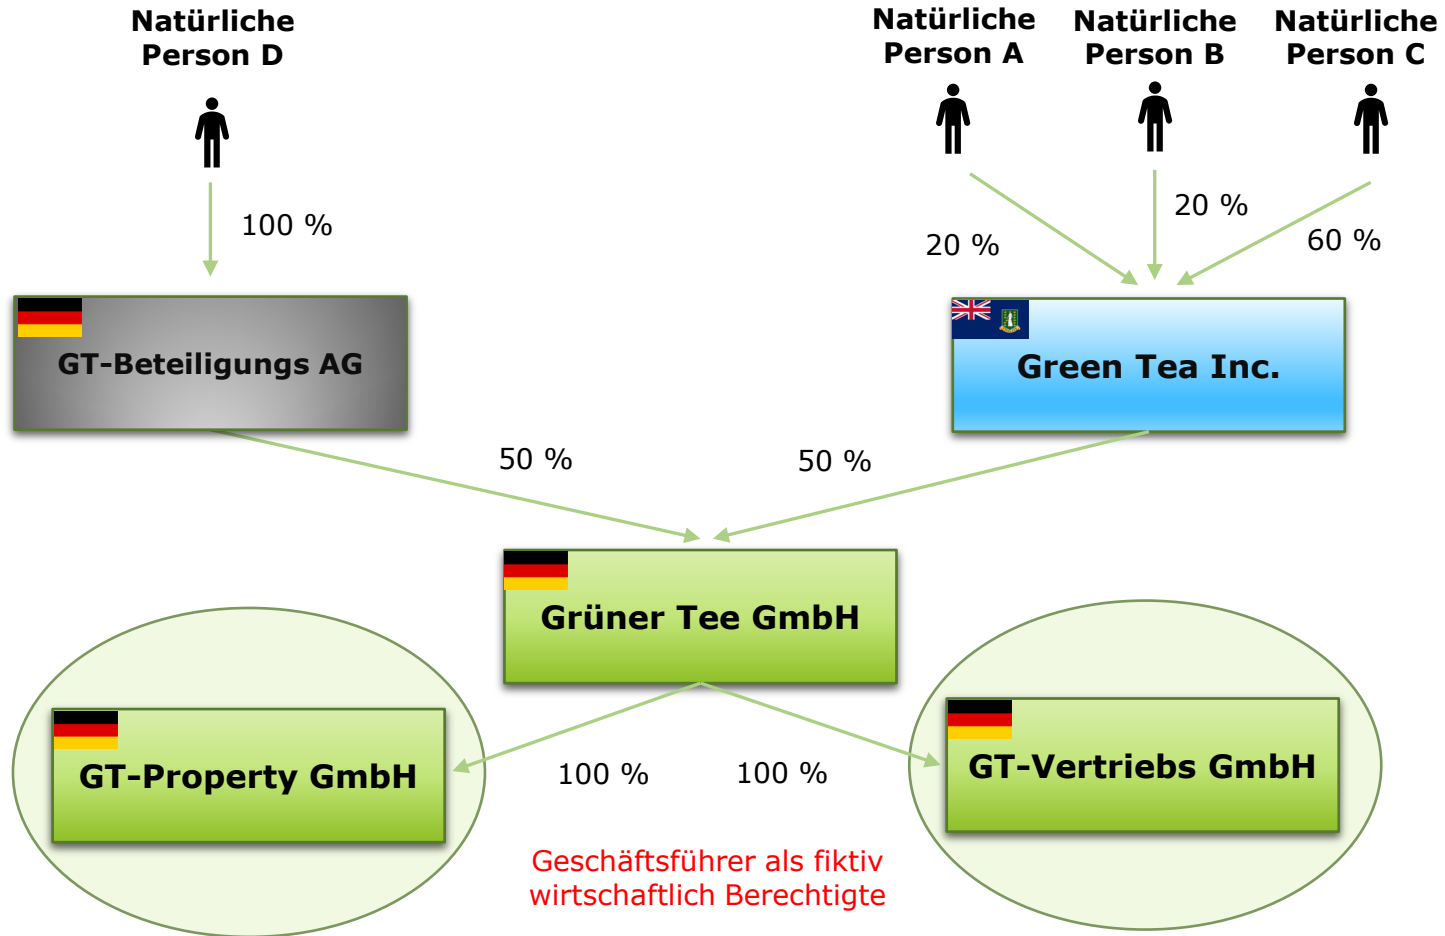 Natürliche
Person D
Natürliche
Person A
Natürliche
Person B
Natürliche
Person C
100 %
20 %
20 %
60 %
GT-Beteiligungs AG
Green Tea Inc.
50 %
50 %
Grüner Tee GmbH
GT-Property GmbH
100 %
100 %
GT-Vertriebs GmbH
Geschäftsführer als fiktiv
wirtschaftlich Berechtigte